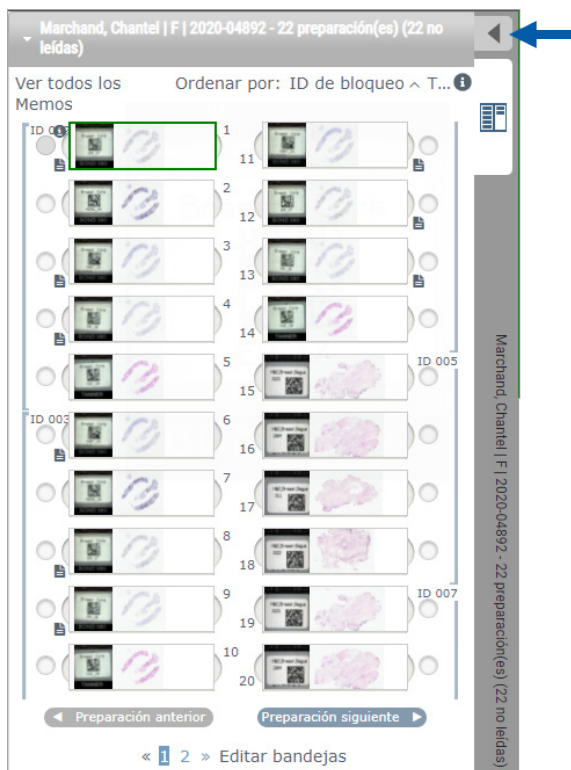 Marchand, Chantel | F | 2020-04892 - 22 preparación(es) (22 no
leídas)
Ver todos los
Memos
Ordenar por: ID de bloqueo T...
1
11
2
12
3
13
4
14
5
ID 005
15
ID 003
6
16
7
17
8
18
9
ID 007
19
10
20
Preparación anterior
Preparación siguiente
« 1 2 » Editar bandejas
Marchand, Chantel | F | 2020-04892 - 22 preparación(es) (22 no leídas)